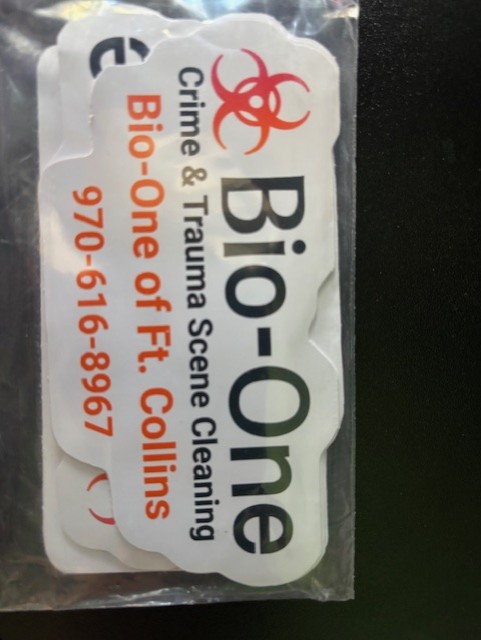 Bio-One
Crime & Trauma Scene Cleaning
Bio-One of Ft. Collins
970-616-8967
e